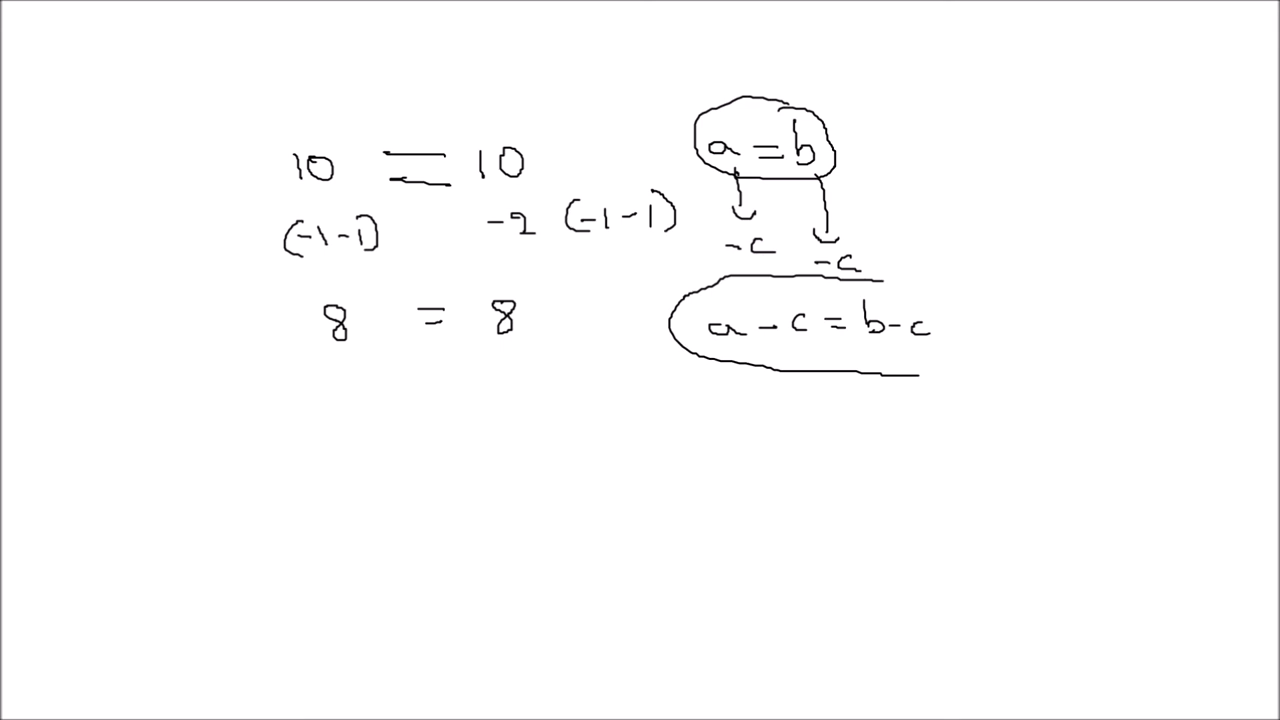 10 = 10
(-1-1) -2 (-1-1)
8 = 8
a = b
-c -c
a - c = b - c